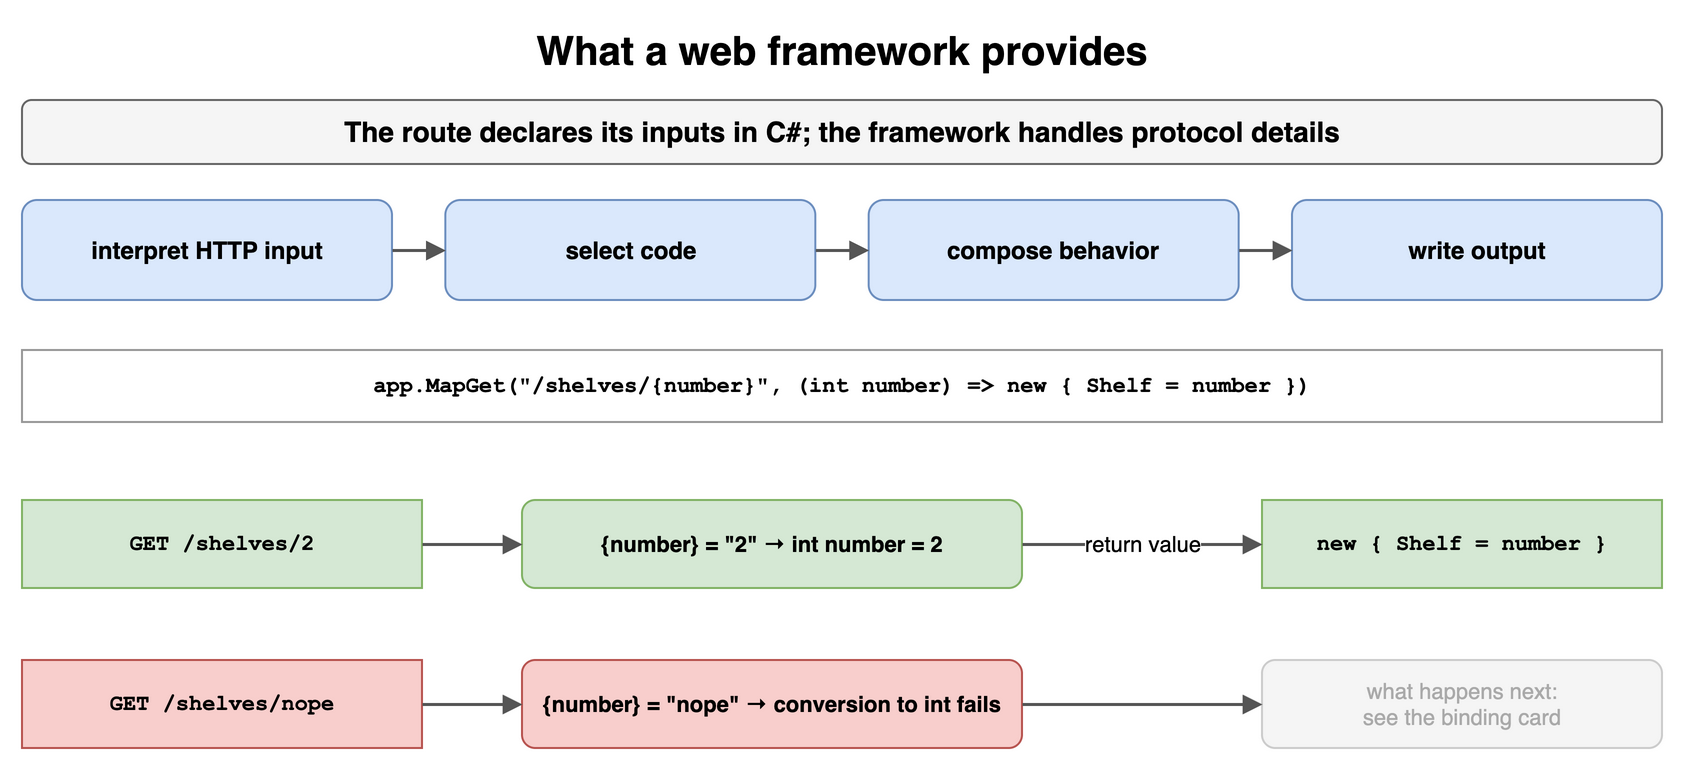 What a web framework provides
The route declares its inputs in C#; the framework handles protocol details
interpret HTTP input
select code
compose behavior
write output
app.MapGet("/shelves/{number}", (int number) => new { Shelf = number })
GET /shelves/2
{number} = "2" → int number = 2
return value
new { Shelf = number }
GET /shelves/nope
{number} = "nope" → conversion to int fails
what happens next:
see the binding card